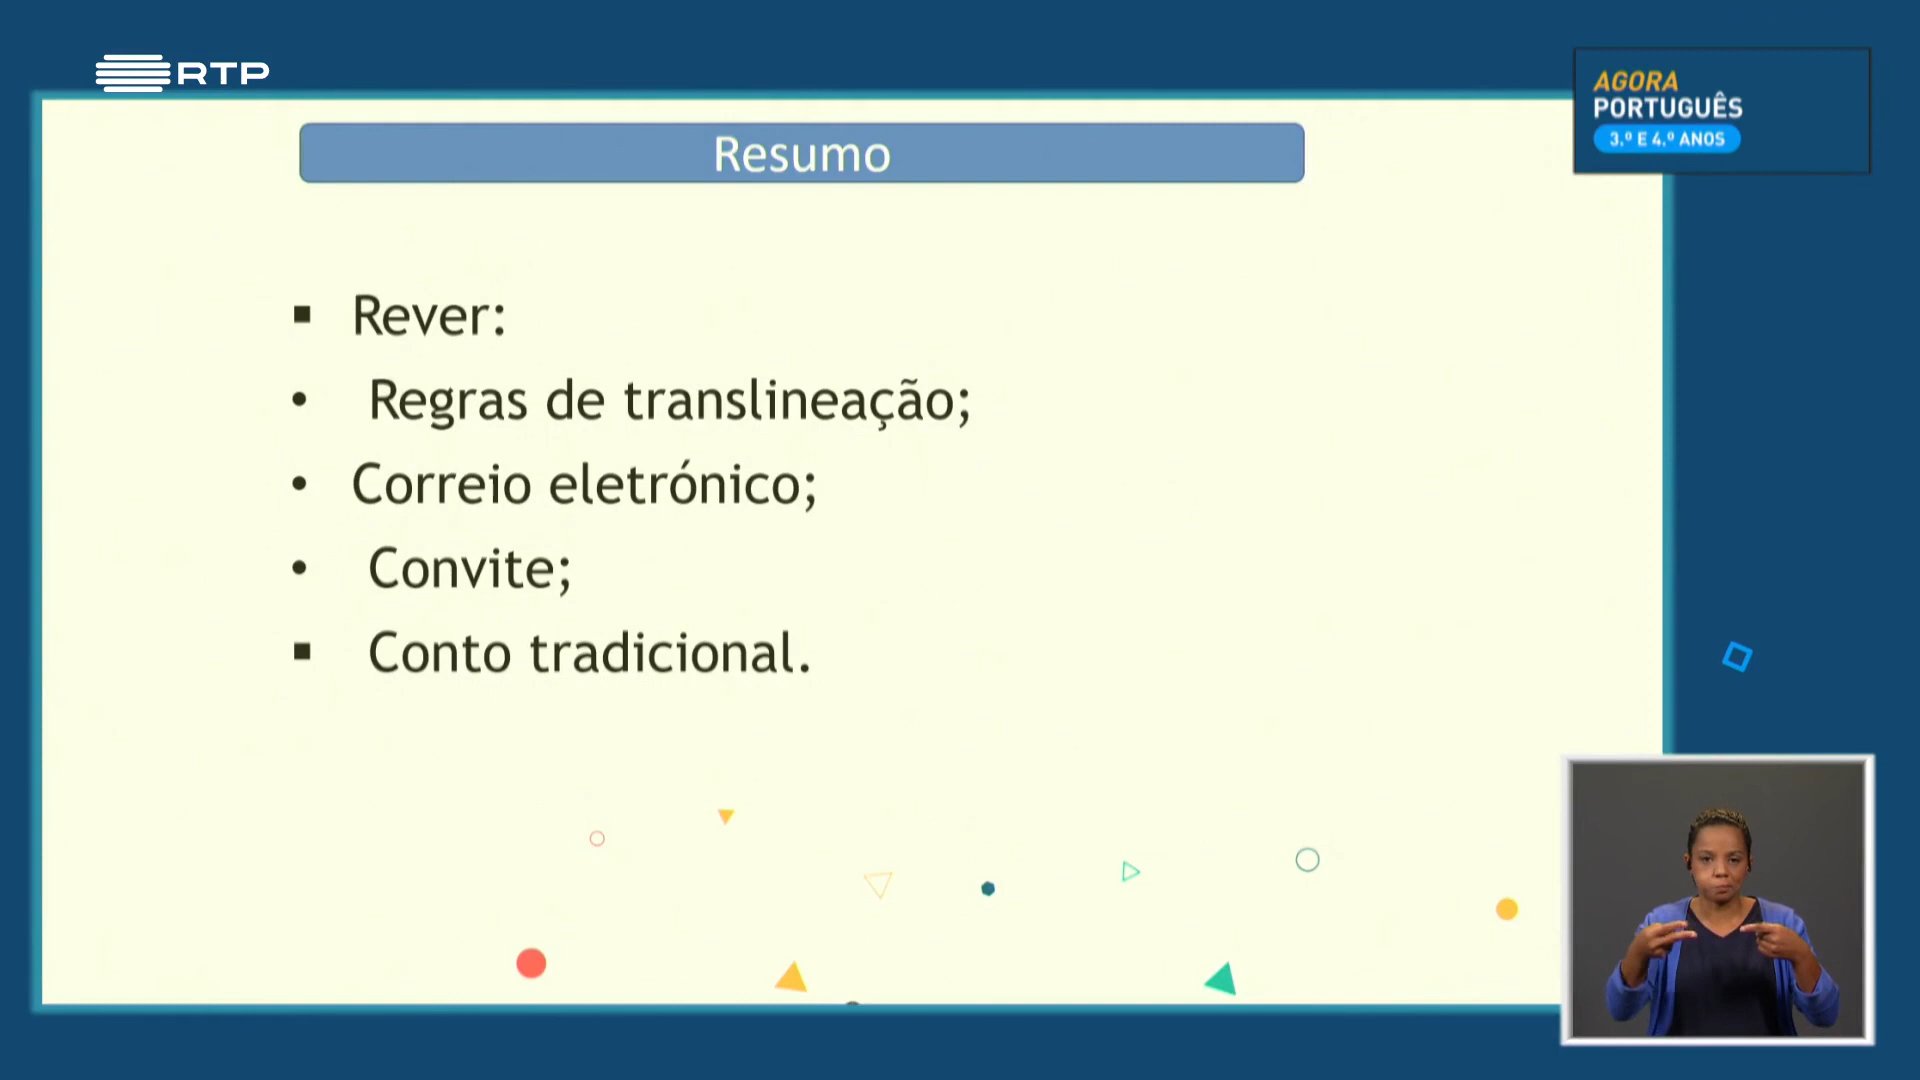 RTP
AGORA
PORTUGUÊS
3.º E 4.º ANOS
Resumo
▪ Rever:
• Regras de translineação;
• Correio eletrónico;
• Convite;
▪ Conto tradicional.